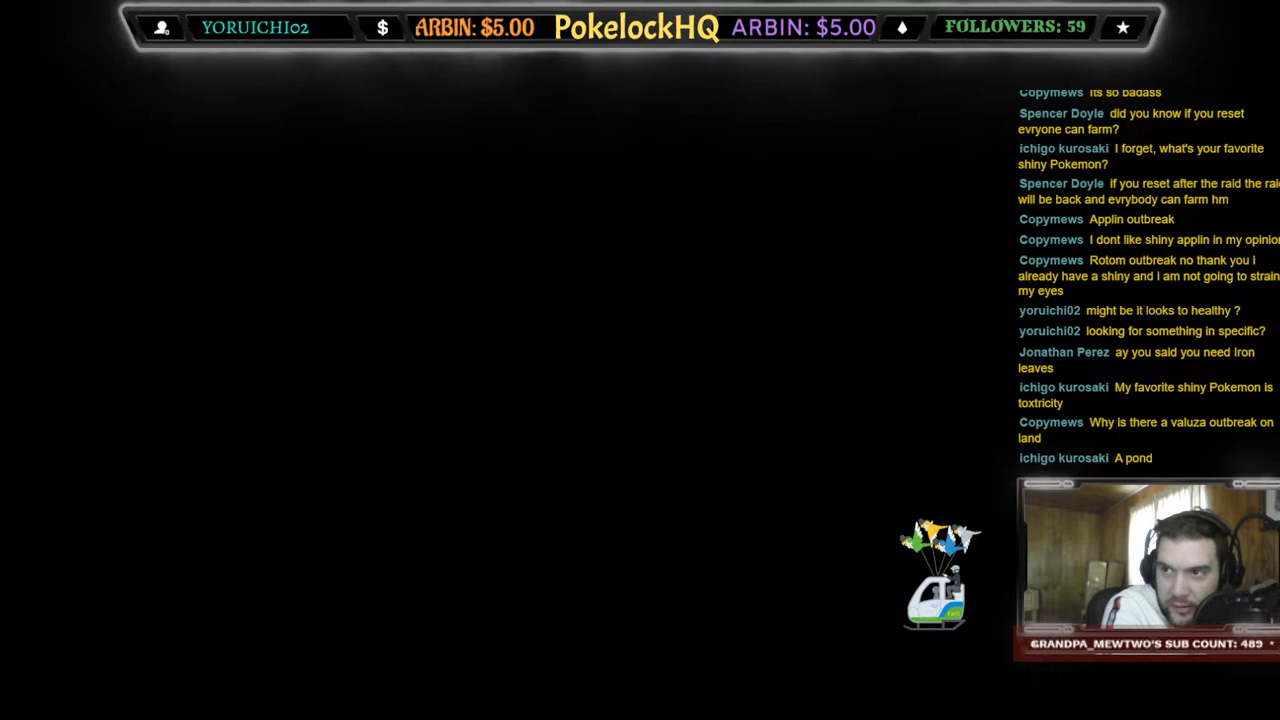 YORUICHI02 $ ARBIN: $5.00 PokelockHQ ARBIN: $5.00 FOLLOWERS: 59
Copymews its so badass
Spencer Doyle did you know if you reset
evryone can farm?
ichigo kurosaki I forget, what's your favorite
shiny Pokemon?
Spencer Doyle if you reset after the raid the raid
will be back and evrybody can farm hm
Copymews Applin outbreak
Copymews I dont like shiny applin in my opinion
Copymews Rotom outbreak no thank you i
already have a shiny and i am not going to strain
my eyes
yoruichi02 might be it looks to healthy ?
yoruichi02 looking for something in specific?
Jonathan Perez ay you said you need Iron
leaves
ichigo kurosaki My favorite shiny Pokemon is
toxtricity
Copymews Why is there a valuza outbreak on
land
ichigo kurosaki A pond
GRANDPA_MEWTWO'S SUB COUNT: 489 *